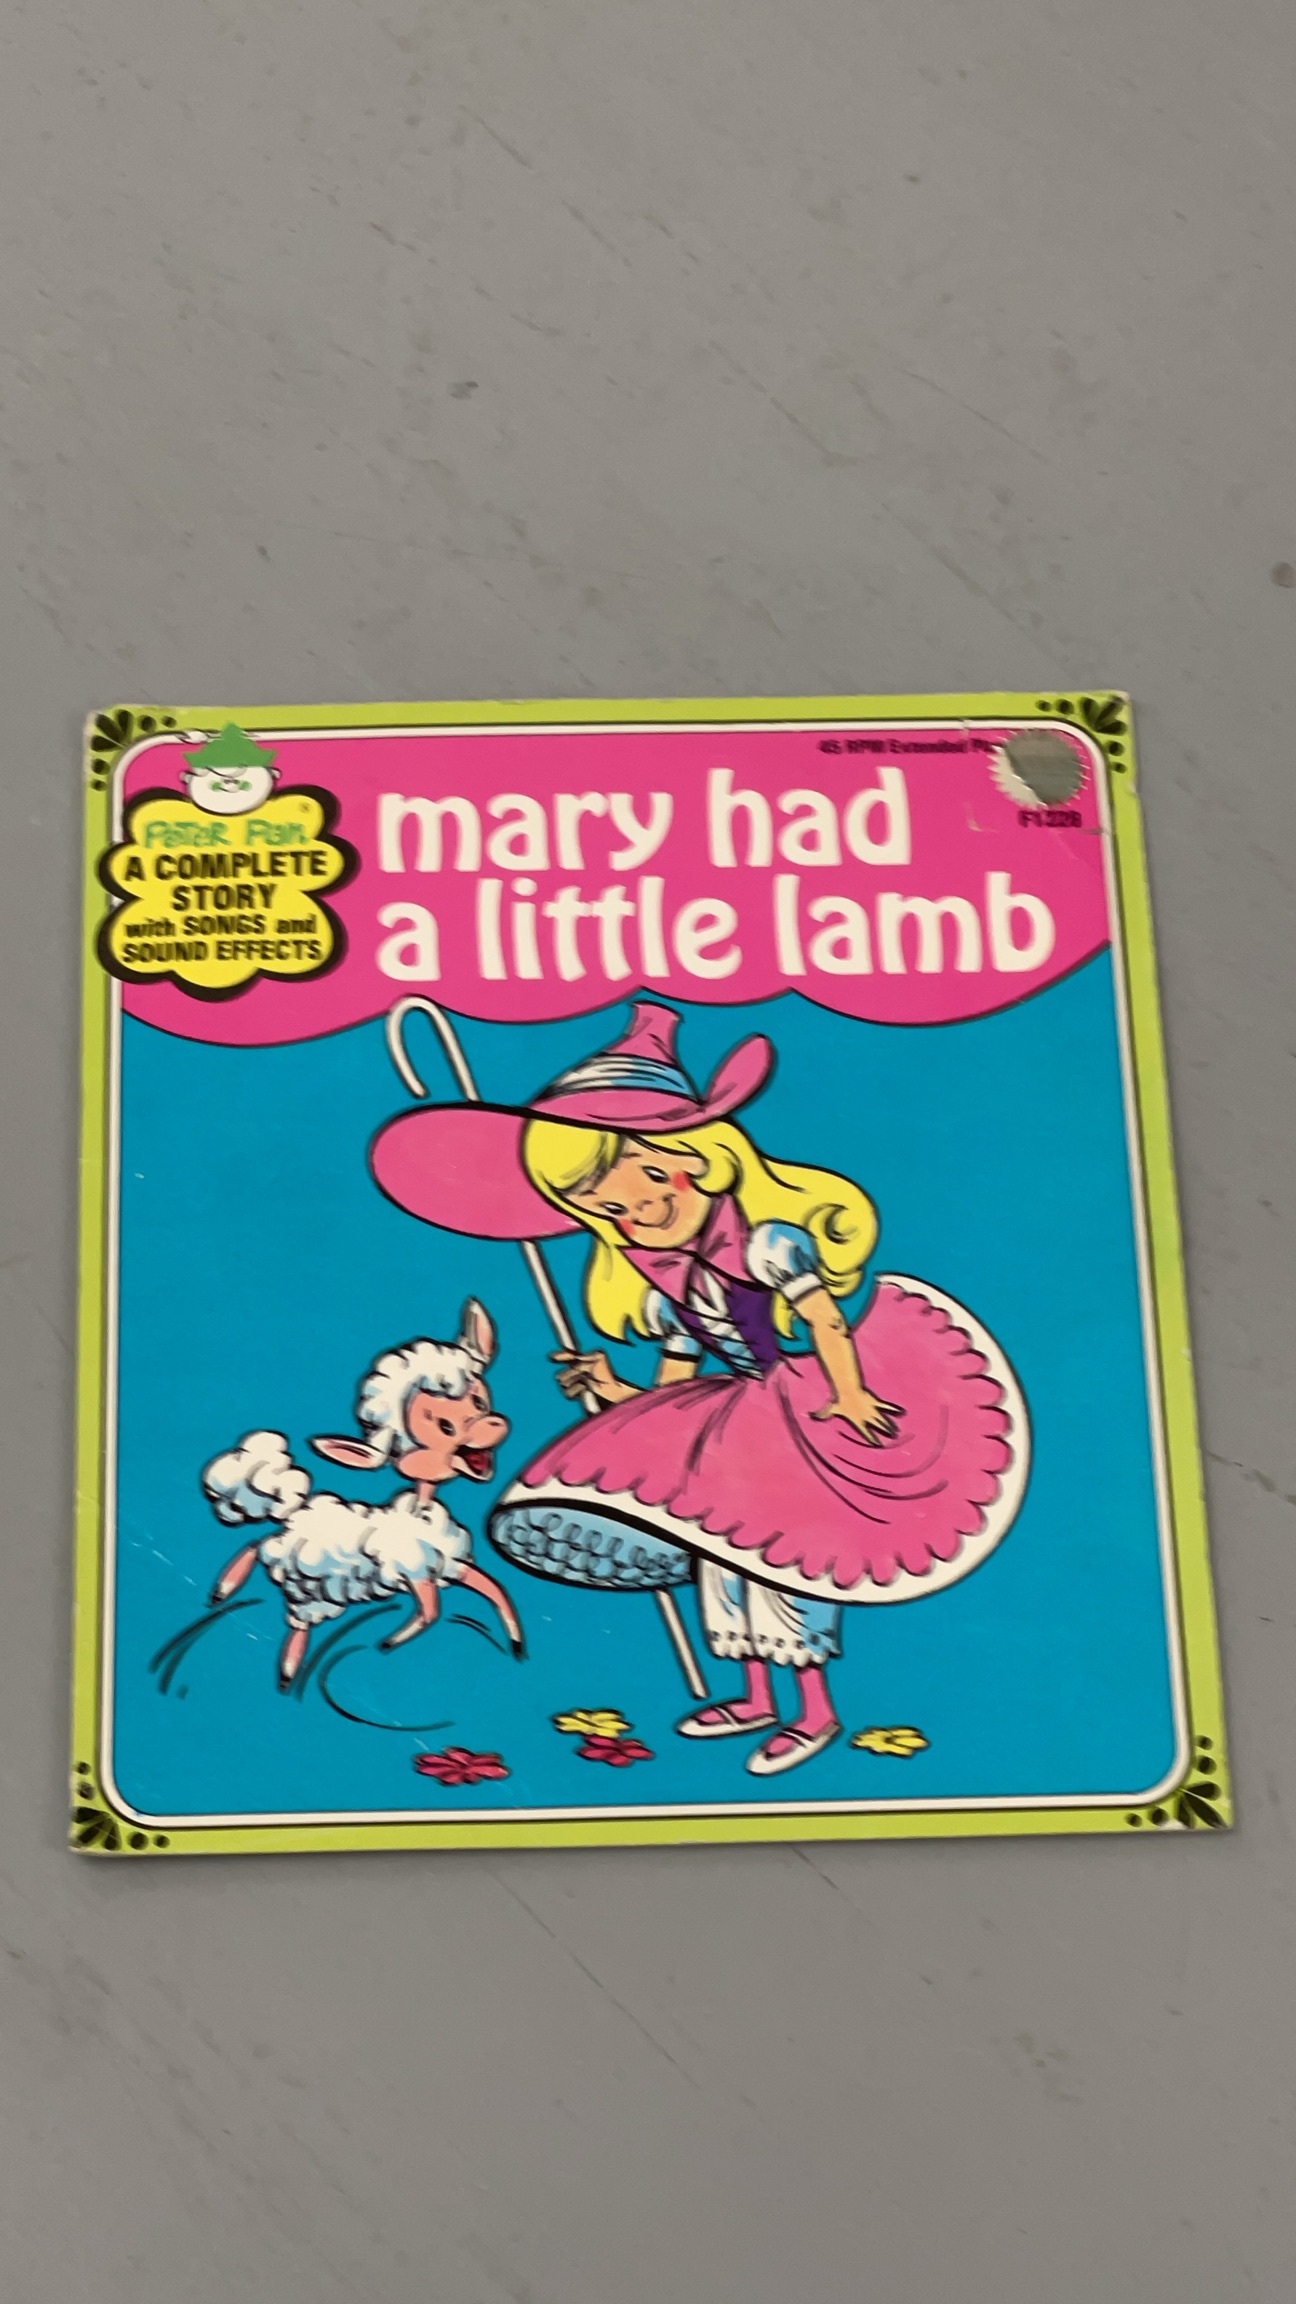 45 RPM Extended
PETER PAN
A COMPLETE
STORY
with SONGS and
SOUND EFFECTS
mary had
a little lamb